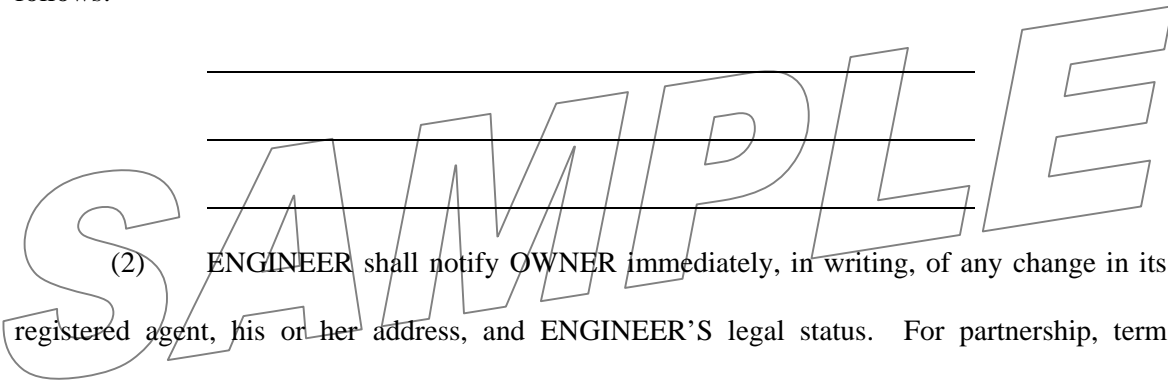 follows:
SAMPLE
(2) ENGINEER shall notify OWNER immediately, in writing, of any change in its
registered agent, his or her address, and ENGINEER'S legal status. For partnership, term